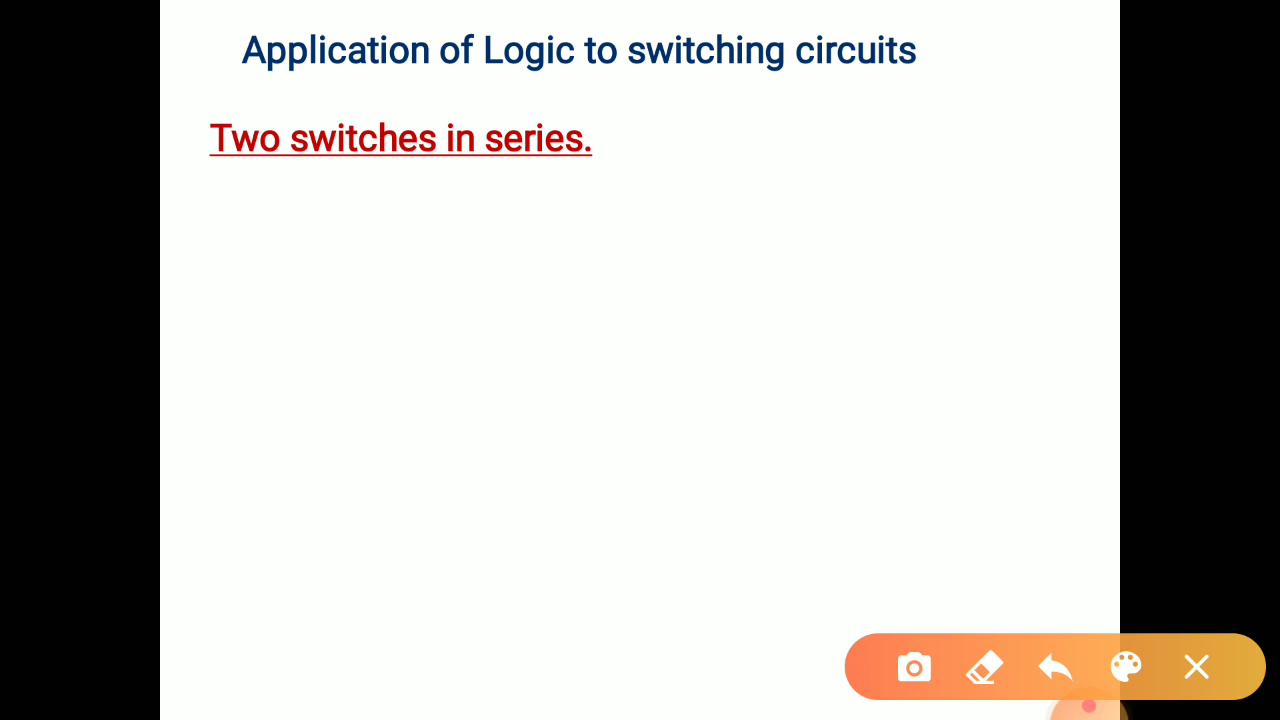 Application of Logic to switching circuits
Two switches in series.